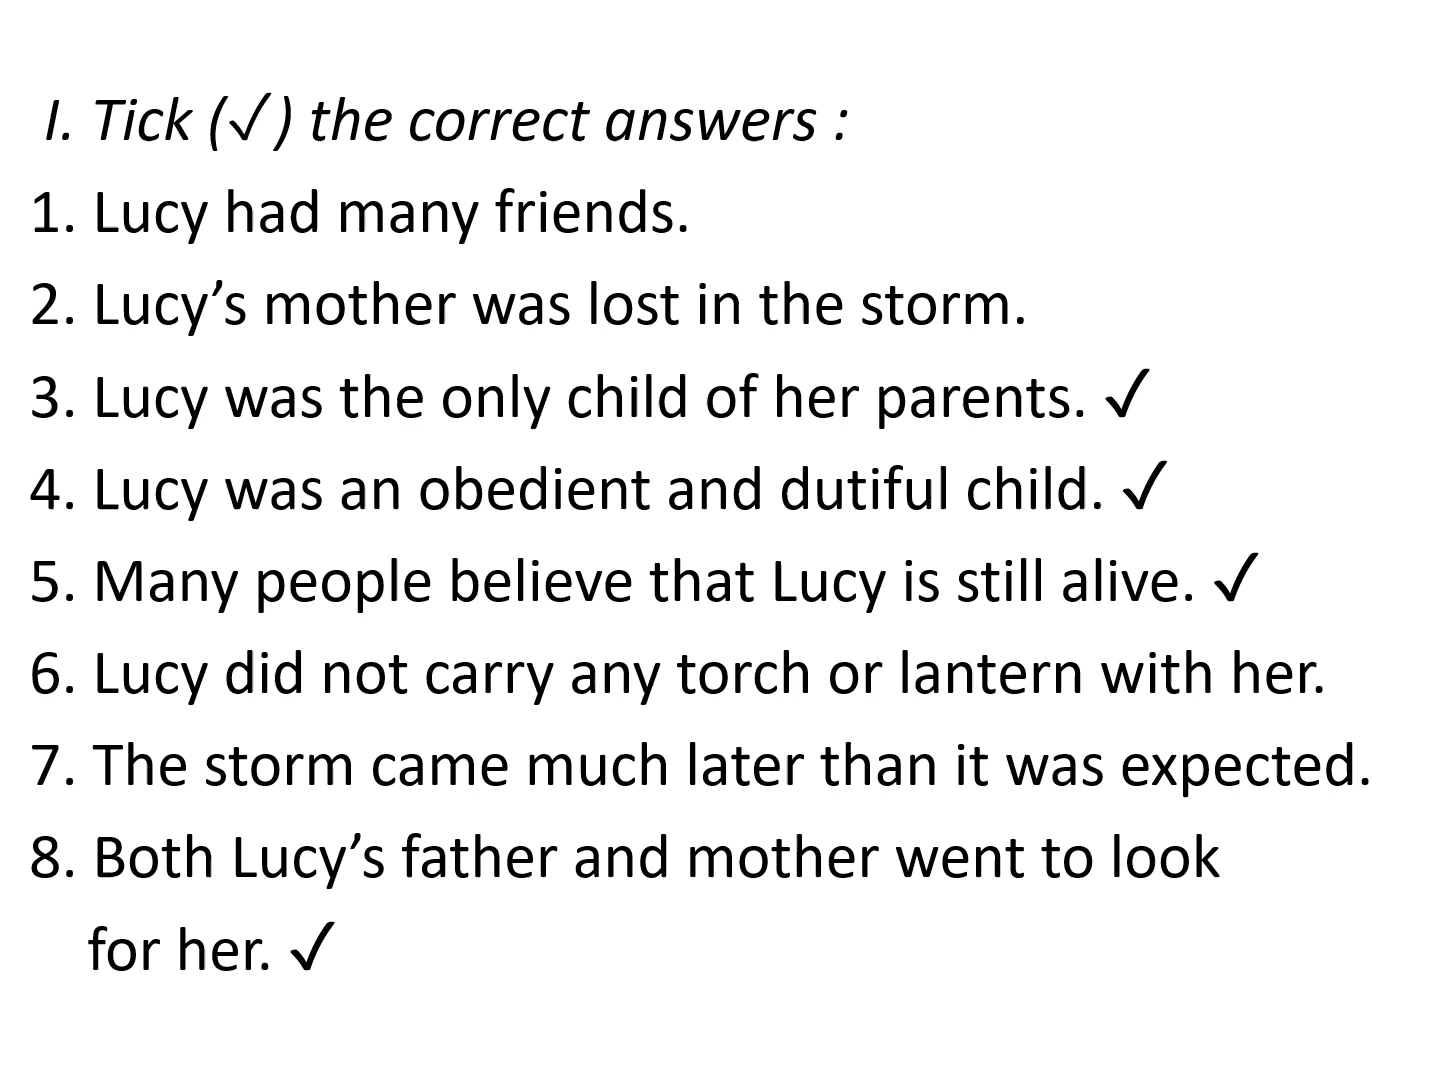 I. Tick (✓) the correct answers :
1. Lucy had many friends.
2. Lucy’s mother was lost in the storm.
3. Lucy was the only child of her parents. ✓
4. Lucy was an obedient and dutiful child. ✓
5. Many people believe that Lucy is still alive. ✓
6. Lucy did not carry any torch or lantern with her.
7. The storm came much later than it was expected.
8. Both Lucy’s father and mother went to look
for her. ✓